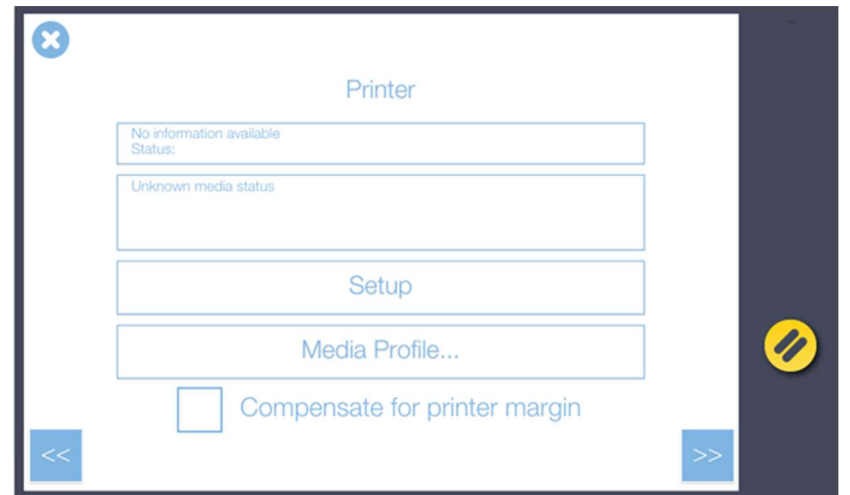 Printer
No information available
Status:
Unknown media status
Setup
Media Profile...
Compensate for printer margin
<< >>